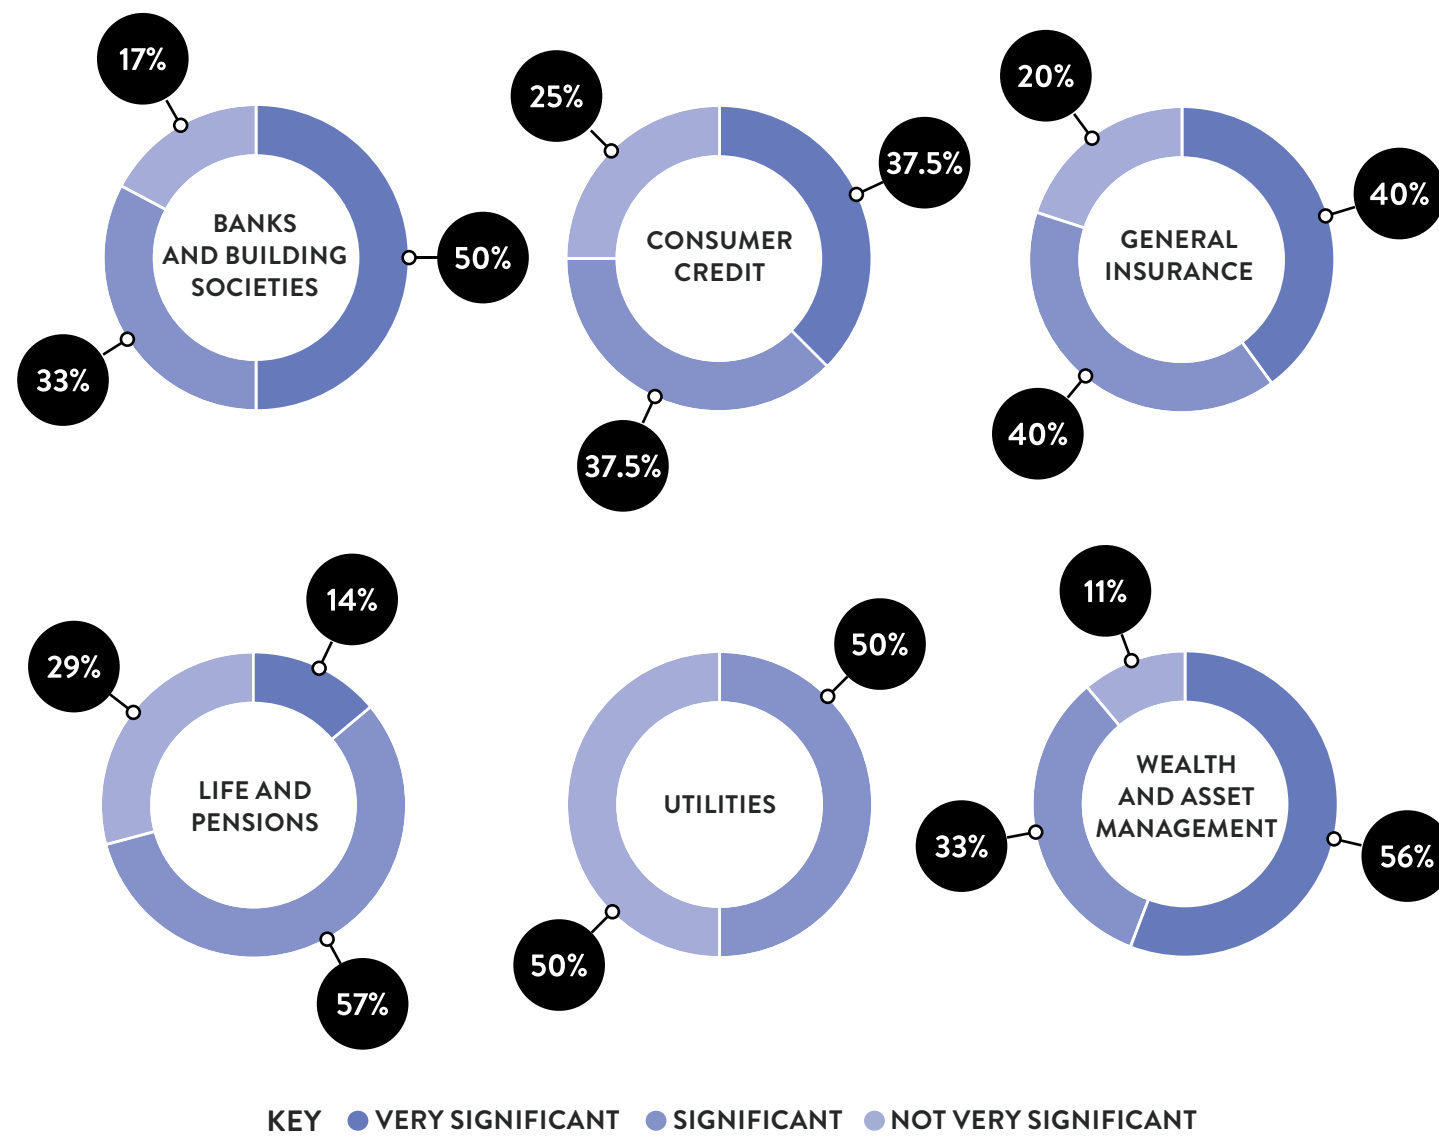 17%
50%
33%
BANKS
AND BUILDING
SOCIETIES
25%
37.5%
37.5%
CONSUMER
CREDIT
20%
40%
40%
GENERAL
INSURANCE
14%
29%
57%
LIFE AND
PENSIONS
50%
50%
UTILITIES
11%
33%
56%
WEALTH
AND ASSET
MANAGEMENT
KEY VERY SIGNIFICANT SIGNIFICANT NOT VERY SIGNIFICANT